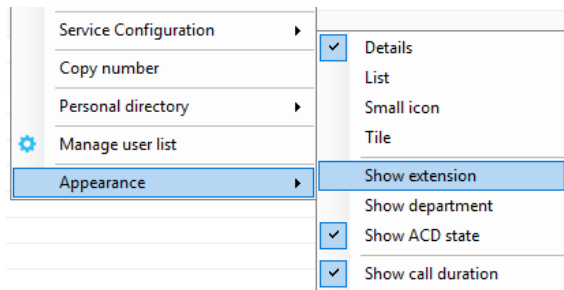 Service Configuration
Copy number
Personal directory
Manage user list
Appearance
Details
List
Small icon
Tile
Show extension
Show department
Show ACD state
Show call duration